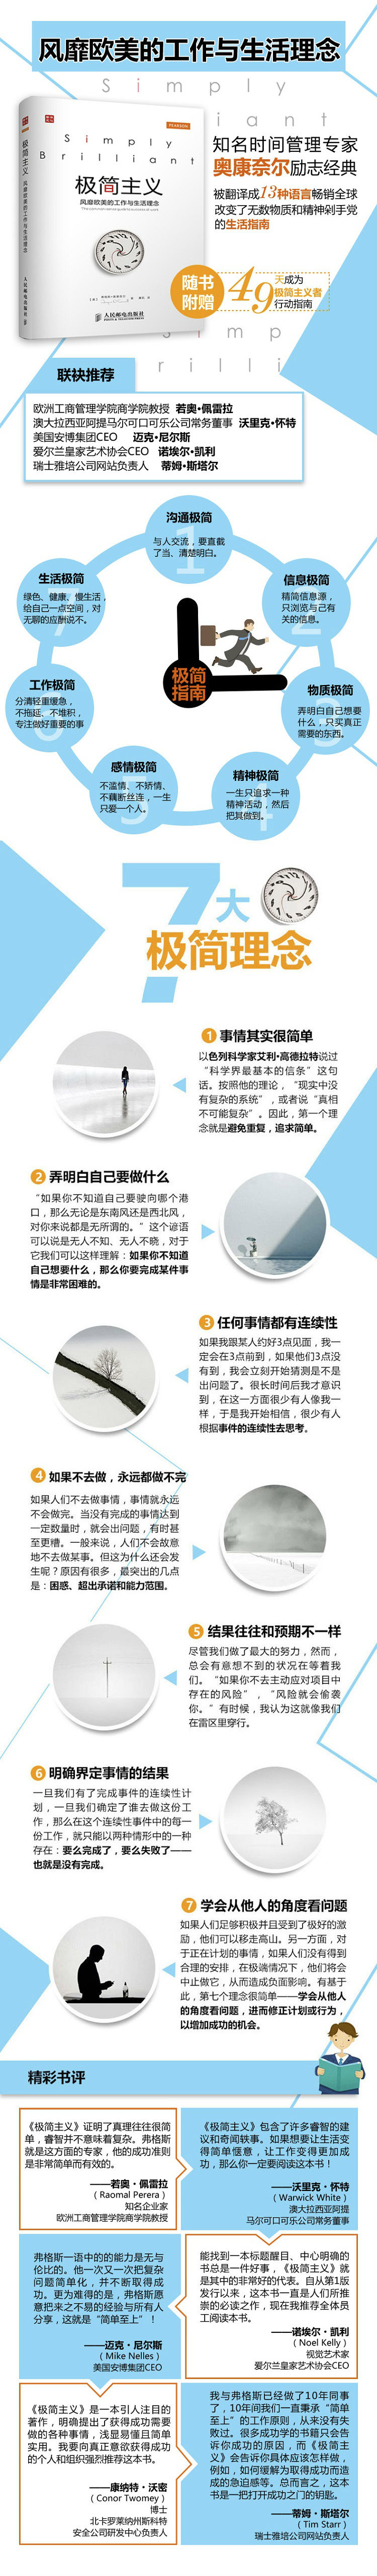 风靡欧美的工作与生活理念
Simply
Brilliant
PEARSON
Simply
Brilliant
极简主义
风靡欧美的工作与生活理念
人民邮电出版社
极简主义
风靡欧美的工作与生活理念
人民邮电出版社
知名时间管理专家
奥康奈尔励志经典
被翻译成13种语言畅销全球
改变了无数物质和精神剁手党
的生活指南
随书
附赠
49
天成为
极简主义者
行动指南
联袂推荐
欧洲工商管理学院商学院教授 若奥•佩雷拉
澳大拉西亚阿提马尔可口可乐公司常务董事 沃里克•怀特
美国安博集团CEO 迈克•尼尔斯
爱尔兰皇家艺术协会CEO 诺埃尔•凯利
瑞士雅培公司网站负责人 蒂姆•斯塔尔
极简
指南
沟通极简
1
与人交流，要直截
了当、清楚明白。
信息极简
2
精简信息源，
只浏览与己有
关的信息。
物质极简
3
弄明白自己想要
什么，只买真正
需要的东西。
精神极简
4
一生只追求一种
精神活动，然后
把其做到。
感情极简
5
不滥情、不矫情、
不藕断丝连，一生
只爱一个人。
工作极简
6
分清轻重缓急，
不拖延、不堆积，
专注做好重要的事
生活极简
7
绿色、健康、慢生活，
给自己一点空间，对
无聊的应酬说不。
7大
极简理念
1 事情其实很简单
以色列科学家艾利•高德拉特说过
“科学界最基本的信条”这句
话。按照他的理论，“现实中没
有复杂的系统”，或者说“真相
不可能复杂”。因此，第一个理
念就是避免重复，追求简单。
2 弄明白自己要做什么
“如果你不知道自己要驶向哪个港
口，那么无论是东南风还是西北风，
对你来说都是无所谓的。”这个谚语
可以说是无人不知、无人不晓，对于
它我们可以这样理解：如果你不知道
自己想要什么，那么你要完成某件事
情是非常困难的。
3 任何事情都有连续性
如果我跟某人约好3点见面，我一
定会在3点前到，如果他们3点没
有到，我会立刻开始猜测是不是
出问题了。很长时间后我才意识
到，在这一方面很少有人像我一
样，于是我开始相信，很少有人
根据事件的连续性去思考。
4 如果不去做，永远都做不完
如果人们不去做事情，事情就永远
不会做完。当没有完成的事情达到
一定数量时，就会出问题，有时甚
至更糟。一般来说，人们不会故意
地不去做某事。但这为什么还会发
生呢？原因有很多，最突出的几点
是：困惑、超出承诺和能力范围。
5 结果往往和预期不一样
尽管我们做了最大的努力，然而，
总会有意想不到的状况在等着我
们。“如果你不去主动应对项目中
存在的风险”，“风险就会偷袭
你。”有时候，我认为这就像我们
在雷区里穿行。
6 明确界定事情的结果
一旦我们有了完成事件的连续性计
划，一旦我们确定了谁去做这份工
作，那么在这个连续性事件中的每一
份工作，就只能以两种情形中的一种
存在：要么完成了，要么失败了——
也就是没有完成。
7 学会从他人的角度看问题
如果人们足够积极并且受到了极好的激
励，他们可以移走高山。另一方面，对
于正在计划的事情，如果人们没有得到
合理的安排，在极端情况下，他们将会
中止做它，从而造成负面影响。有基于
此，第七个理念很简单——学会从他人
的角度看问题，进而修正计划或行为，
以增加成功的机会。
精彩书评
《极简主义》证明了真理往往很简
单，睿智并不意味着复杂。弗格斯
就是这方面的专家，他的成功准则
是非常简单而有效的。
——若奥・佩雷拉
（Raomal Perera）
知名企业家
欧洲工商管理学院商学院教授
《极简主义》包含了许多睿智的建
议和奇闻轶事。如果想要让生活变
得简单惬意，让工作变得更加成
功，那么你一定要阅读这本书！
——沃里克・怀特
（Warwick White）
澳大拉西亚阿提
马尔可口可乐公司常务董事
弗格斯一语中的的能力是无与
伦比的。他一次又一次把复杂
问题简单化，并不断取得成
功。更为难得的是，弗格斯愿
意把来之不易的经验与所有人
分享，这就是“简单至上”！
——迈克・尼尔斯
（Mike Nelles）
美国安博集团CEO
能找到一本标题醒目、中心明确的
书总是一件好事，《极简主义》就
是其中的非常好的代表。自从第1版
发行以来，这本书一直是人们所推
崇的必读之作，现在我推荐全体员
工阅读本书。
——诺埃尔・凯利
（Noel Kelly）
视觉艺术家
爱尔兰皇家艺术协会CEO
《极简主义》是一本引人注目的
著作，明确提出了获得成功需要
做的各种事情，浅显易懂且简单
实用。我要向真正意欲获得成功
的个人和组织强烈推荐这本书。
——康纳特・沃密
（Conor Twomey）
博士
北卡罗莱纳州斯科特
安全公司研发中心负责人
我与弗格斯已经做了10年同事
了，10年间我们一直秉承“简单
至上”的工作原则，从来没有失
败过。很多成功学的书籍只会告
诉你成功的原因，而《极简主
义》会告诉你具体应该怎样做，
例如，如何缓解为取得成功而造
成的急迫感等。总而言之，这本
书是一把打开成功之门的钥匙。
——蒂姆・斯塔尔
（Tim Starr）
瑞士雅培公司网站负责人